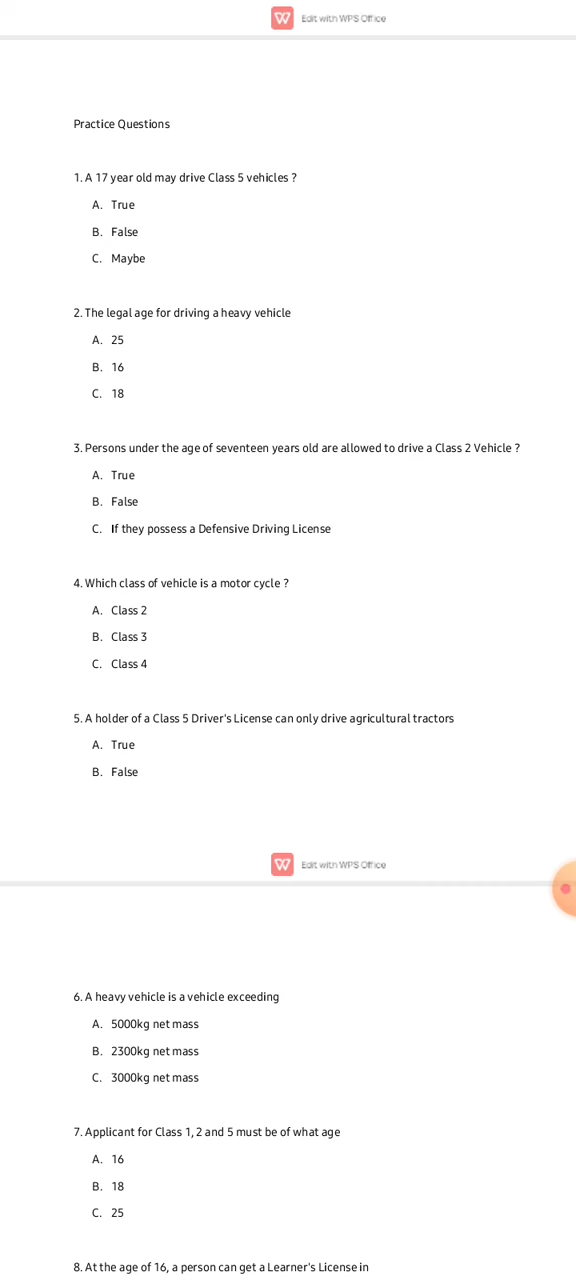 Edit with WPS Office
Practice Questions
1. A 17 year old may drive Class 5 vehicles ?
A. True
B. False
C. Maybe
2. The legal age for driving a heavy vehicle
A. 25
B. 16
C. 18
3. Persons under the age of seventeen years old are allowed to drive a Class 2 Vehicle ?
A. True
B. False
C. If they possess a Defensive Driving License
4. Which class of vehicle is a motor cycle ?
A. Class 2
B. Class 3
C. Class 4
5. A holder of a Class 5 Driver's License can only drive agricultural tractors
A. True
B. False
Edit with WPS Office
6. A heavy vehicle is a vehicle exceeding
A. 5000kg net mass
B. 2300kg net mass
C. 3000kg net mass
7. Applicant for Class 1, 2 and 5 must be of what age
A. 16
B. 18
C. 25
8. At the age of 16, a person can get a Learner's License in